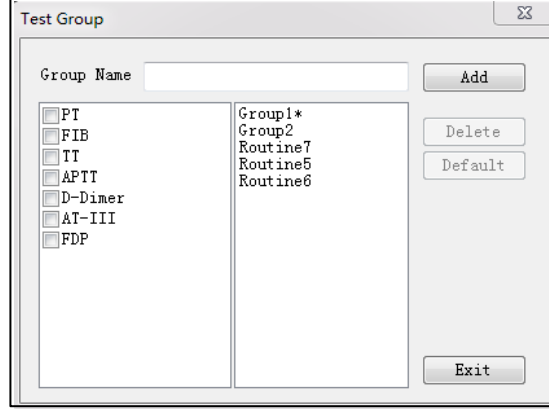 Test Group
Group Name
Add
PT
FIB
TT
APTT
D-Dimer
AT-III
FDP
Group1*
Group2
Routine7
Routine5
Routine6
Delete
Default
Exit